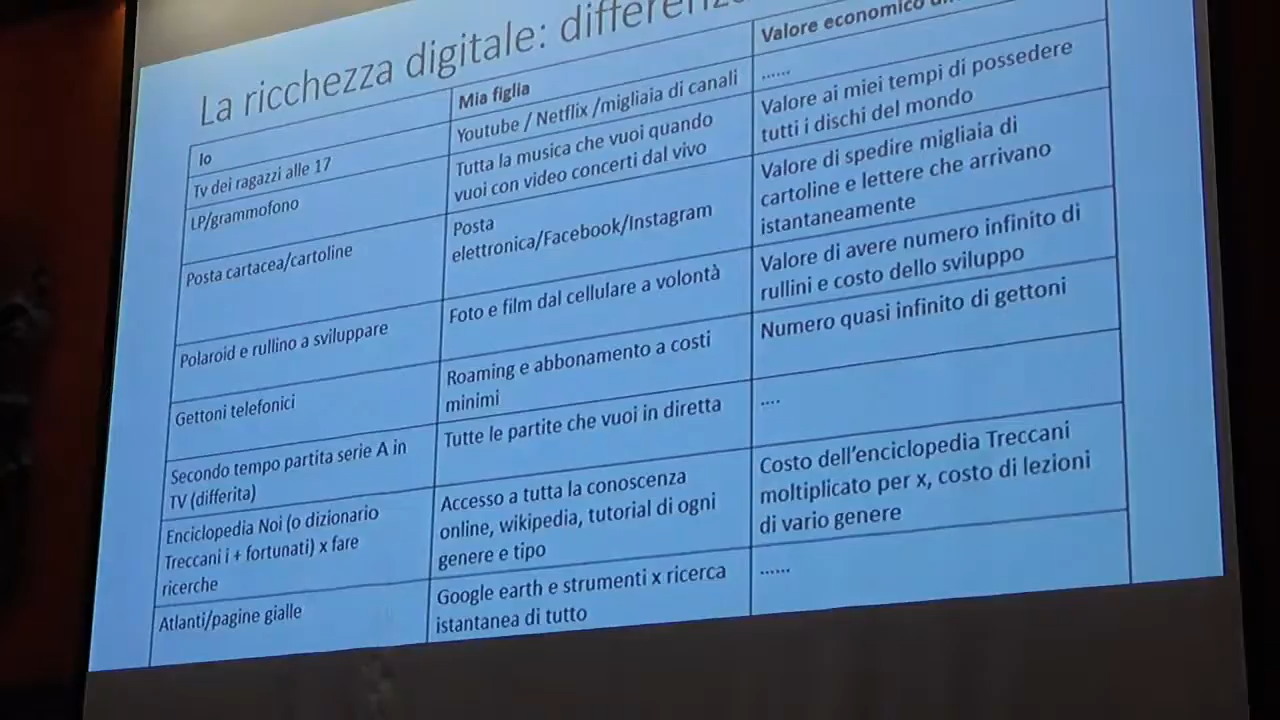 La ricchezza digitale: differenz
Io
Mia figlia
Valore economico
Tv dei ragazzi alle 17
Youtube / Netflix /migliaia di canali
......
LP/grammofono
Tutta la musica che vuoi quando
vuoi con video concerti dal vivo
Valore ai miei tempi di possedere
tutti i dischi del mondo
Posta cartacea/cartoline
Posta
elettronica/Facebook/Instagram
Valore di spedire migliaia di
cartoline e lettere che arrivano
istantaneamente
Polaroid e rullino a sviluppare
Foto e film dal cellulare a volontà
Valore di avere numero infinito di
rullini e costo dello sviluppo
Gettoni telefonici
Roaming e abbonamento a costi
minimi
Numero quasi infinito di gettoni
Secondo tempo partita serie A in
TV (differita)
Tutte le partite che vuoi in diretta
....
Enciclopedia Noi (o dizionario
Treccani i + fortunati) x fare
ricerche
Accesso a tutta la conoscenza
online, wikipedia, tutorial di ogni
genere e tipo
Costo dell'enciclopedia Treccani
moltiplicato per x, costo di lezioni
di vario genere
Atlanti/pagine gialle
Google earth e strumenti x ricerca
istantanea di tutto
......